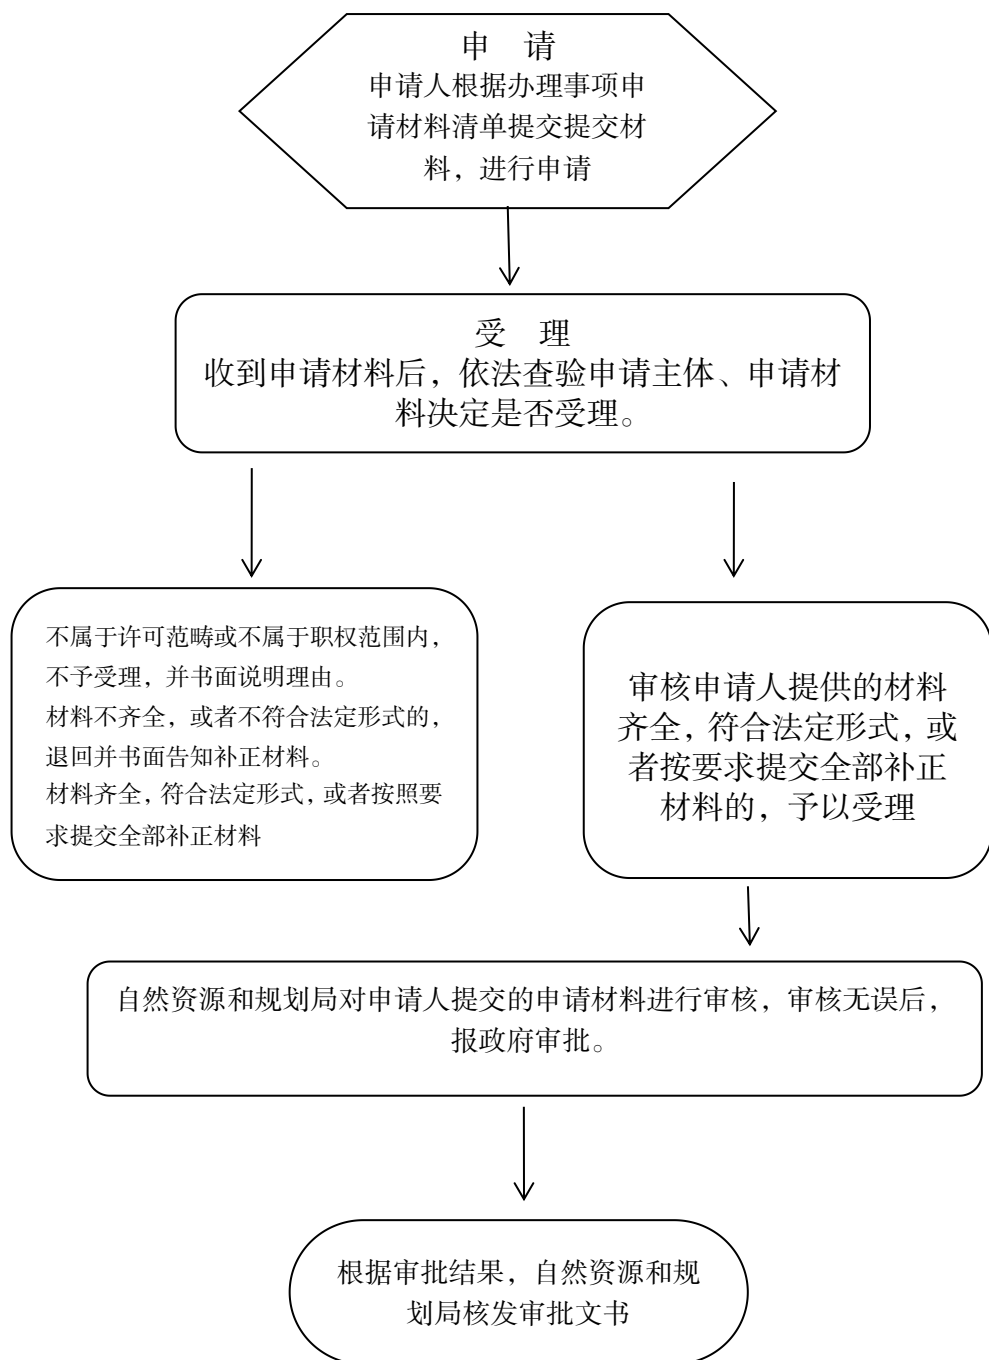 申 请
申请人根据办理事项申
请材料清单提交提交材
料，进行申请
受 理
收到申请材料后，依法查验申请主体、申请材
料决定是否受理。
不属于许可范畴或不属于职权范围内，
不予受理，并书面说明理由。
材料不齐全，或者不符合法定形式的，
退回并书面告知补正材料。
材料齐全，符合法定形式，或者按照要
求提交全部补正材料
审核申请人提供的材料
齐全，符合法定形式，或
者按要求提交全部补正
材料的，予以受理
自然资源和规划局对申请人提交的申请材料进行审核，审核无误后，
报政府审批。
根据审批结果，自然资源和规
划局核发审批文书